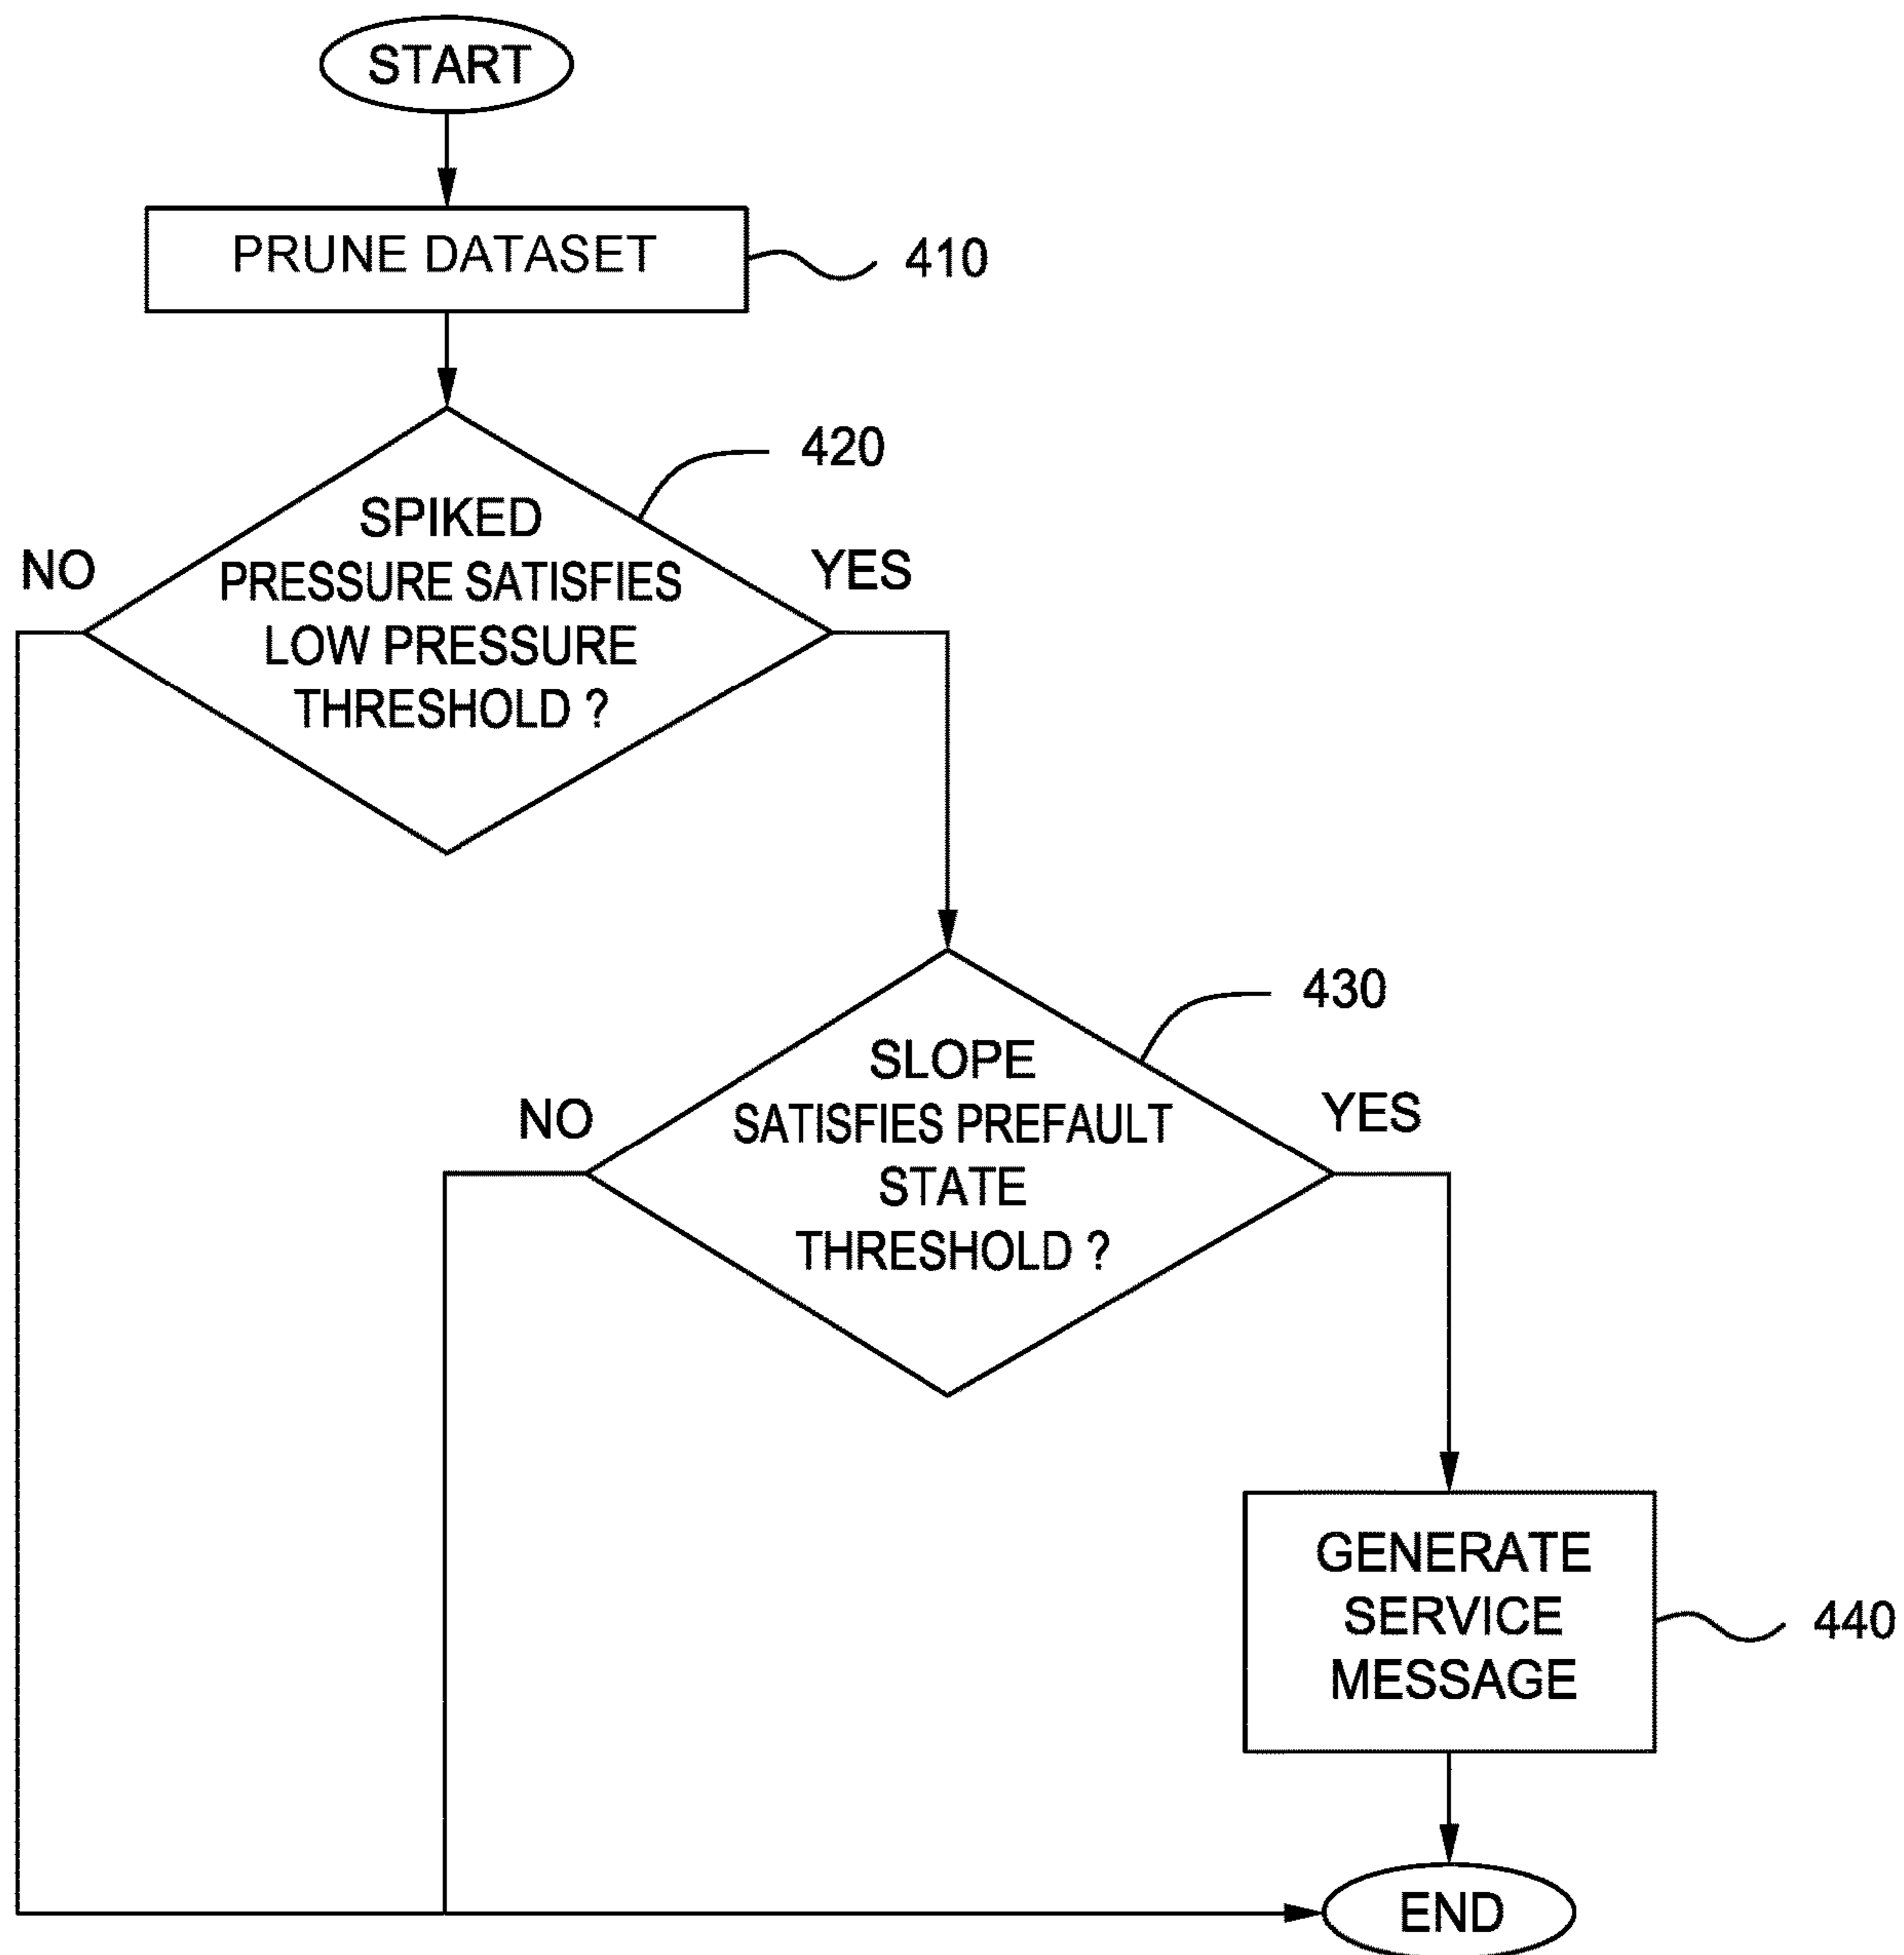 START
PRUNE DATASET
410
420
SPIKED
PRESSURE SATISFIES
LOW PRESSURE
THRESHOLD ?
NO
YES
430
SLOPE
SATISFIES PREFAULT
STATE
THRESHOLD ?
NO
YES
GENERATE
SERVICE
MESSAGE
440
END